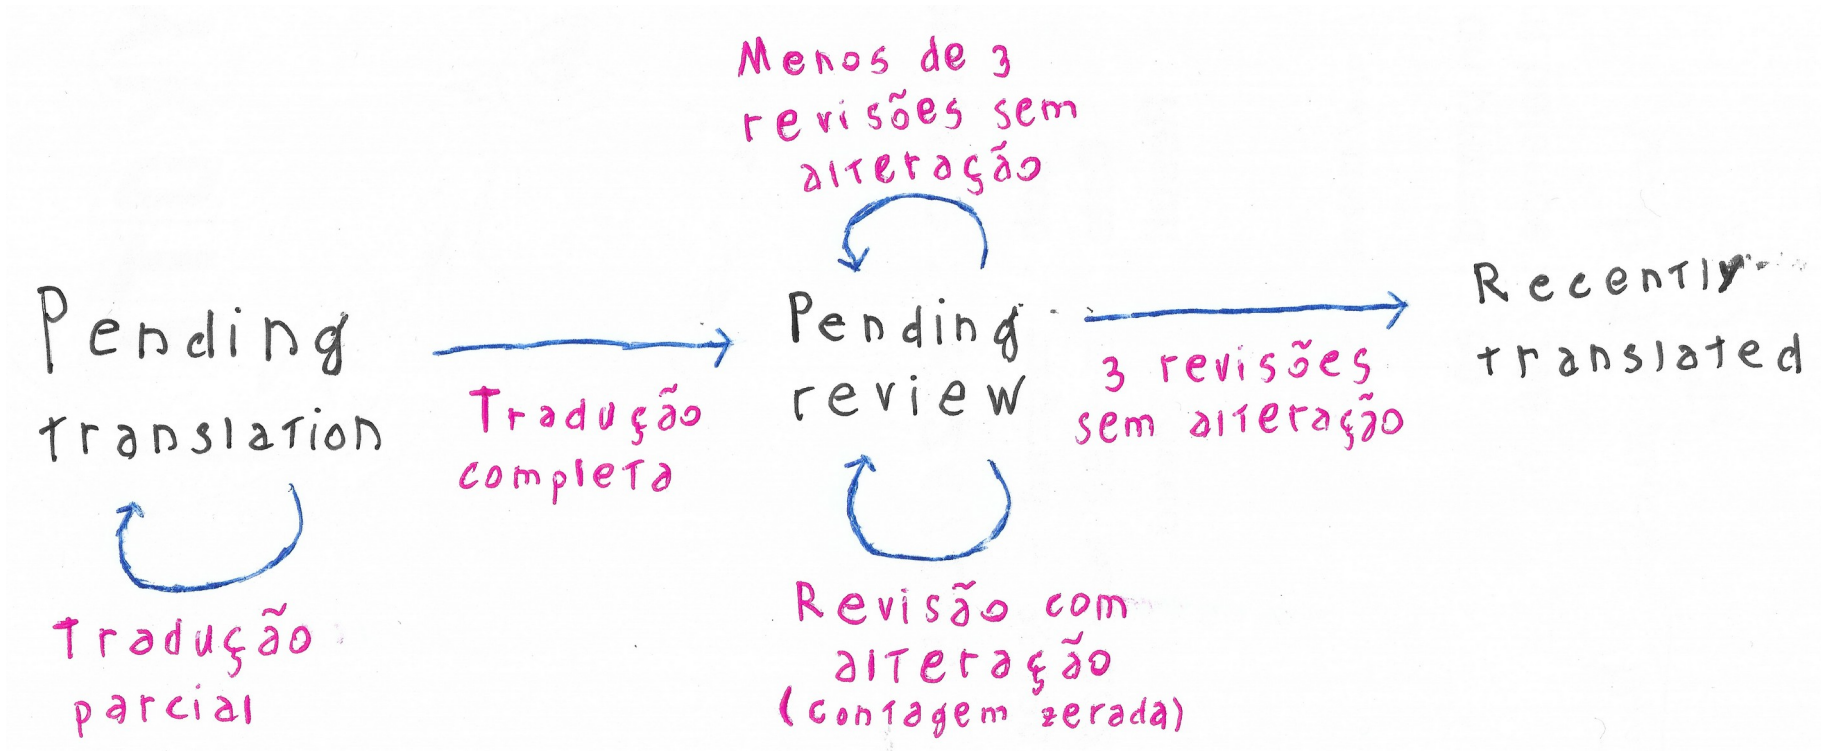 Menos de 3
revisões sem
alteração
Pending
translation
Tradução
parcial
Tradução
completa
Pending
review
Revisão com
alteração
(contagem zerada)
3 revisões
sem alteração
Recently
translated